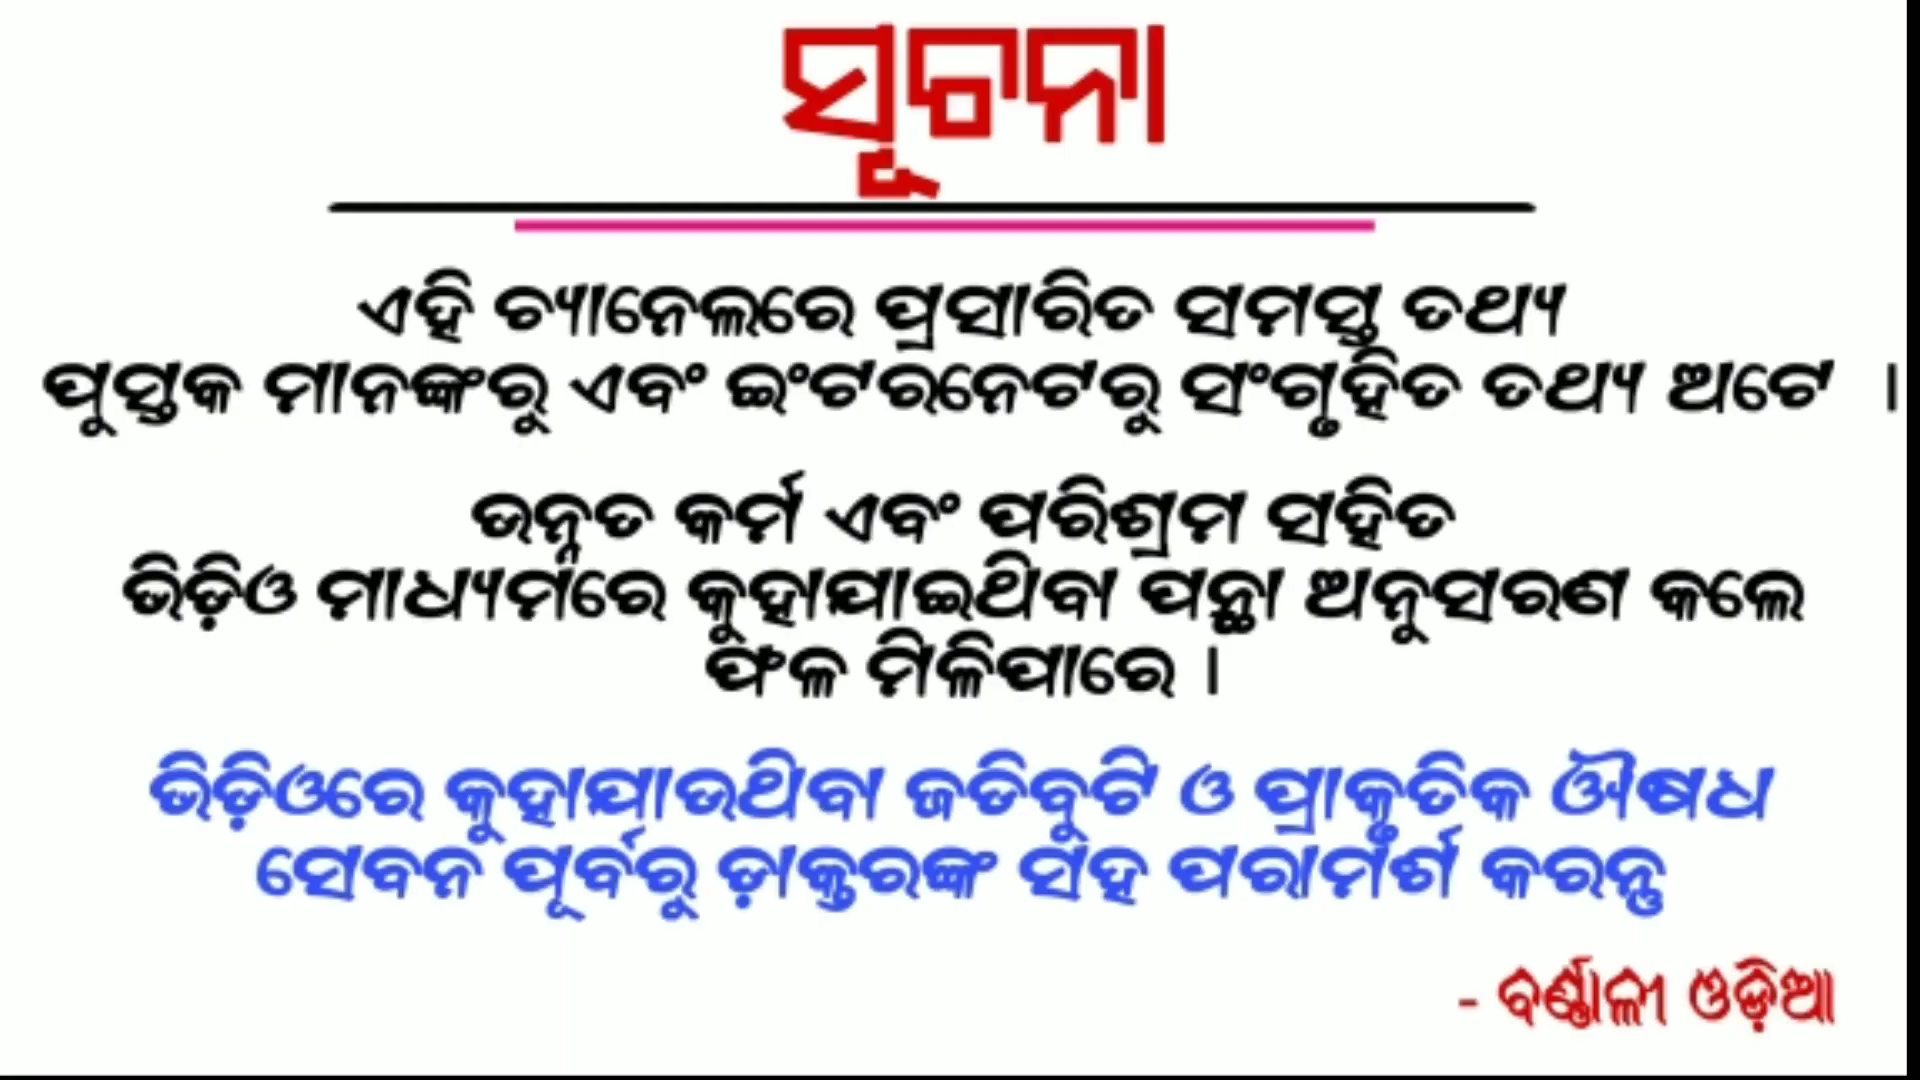 ସୂଚନା
ଏହି ଚ୍ୟାନେଲରେ ପ୍ରସାରିତ ସମସ୍ତ ତଥ୍ୟ
ପୁସ୍ତକ ମାନଙ୍କରୁ ଏବଂ ଇଂଟରନେଟରୁ ସଂଗୃହିତ ତଥ୍ୟ ଅଟେ ।
ଉନ୍ନତ କର୍ମ ଏବଂ ପରିଶ୍ରମ ସହିତ
ଭିଡ଼ିଓ ମାଧ୍ୟମରେ କୁହାଯାଇଥିବା ପନ୍ଥା ଅନୁସରଣ କଲେ
ଫଳ ମିଳିପାରେ ।
ଭିଡ଼ିଓରେ କୁହାଯାଉଥିବା ଜଡିବୁଟି ଓ ପ୍ରାକୃତିକ ଔଷଧ
ସେବନ ପୂର୍ବରୁ ଡ଼ାକ୍ତରଙ୍କ ସହ ପରାମର୍ଶ କରନ୍ତୁ
- ବର୍ଣ୍ଣାଳୀ ଓଡ଼ିଆ